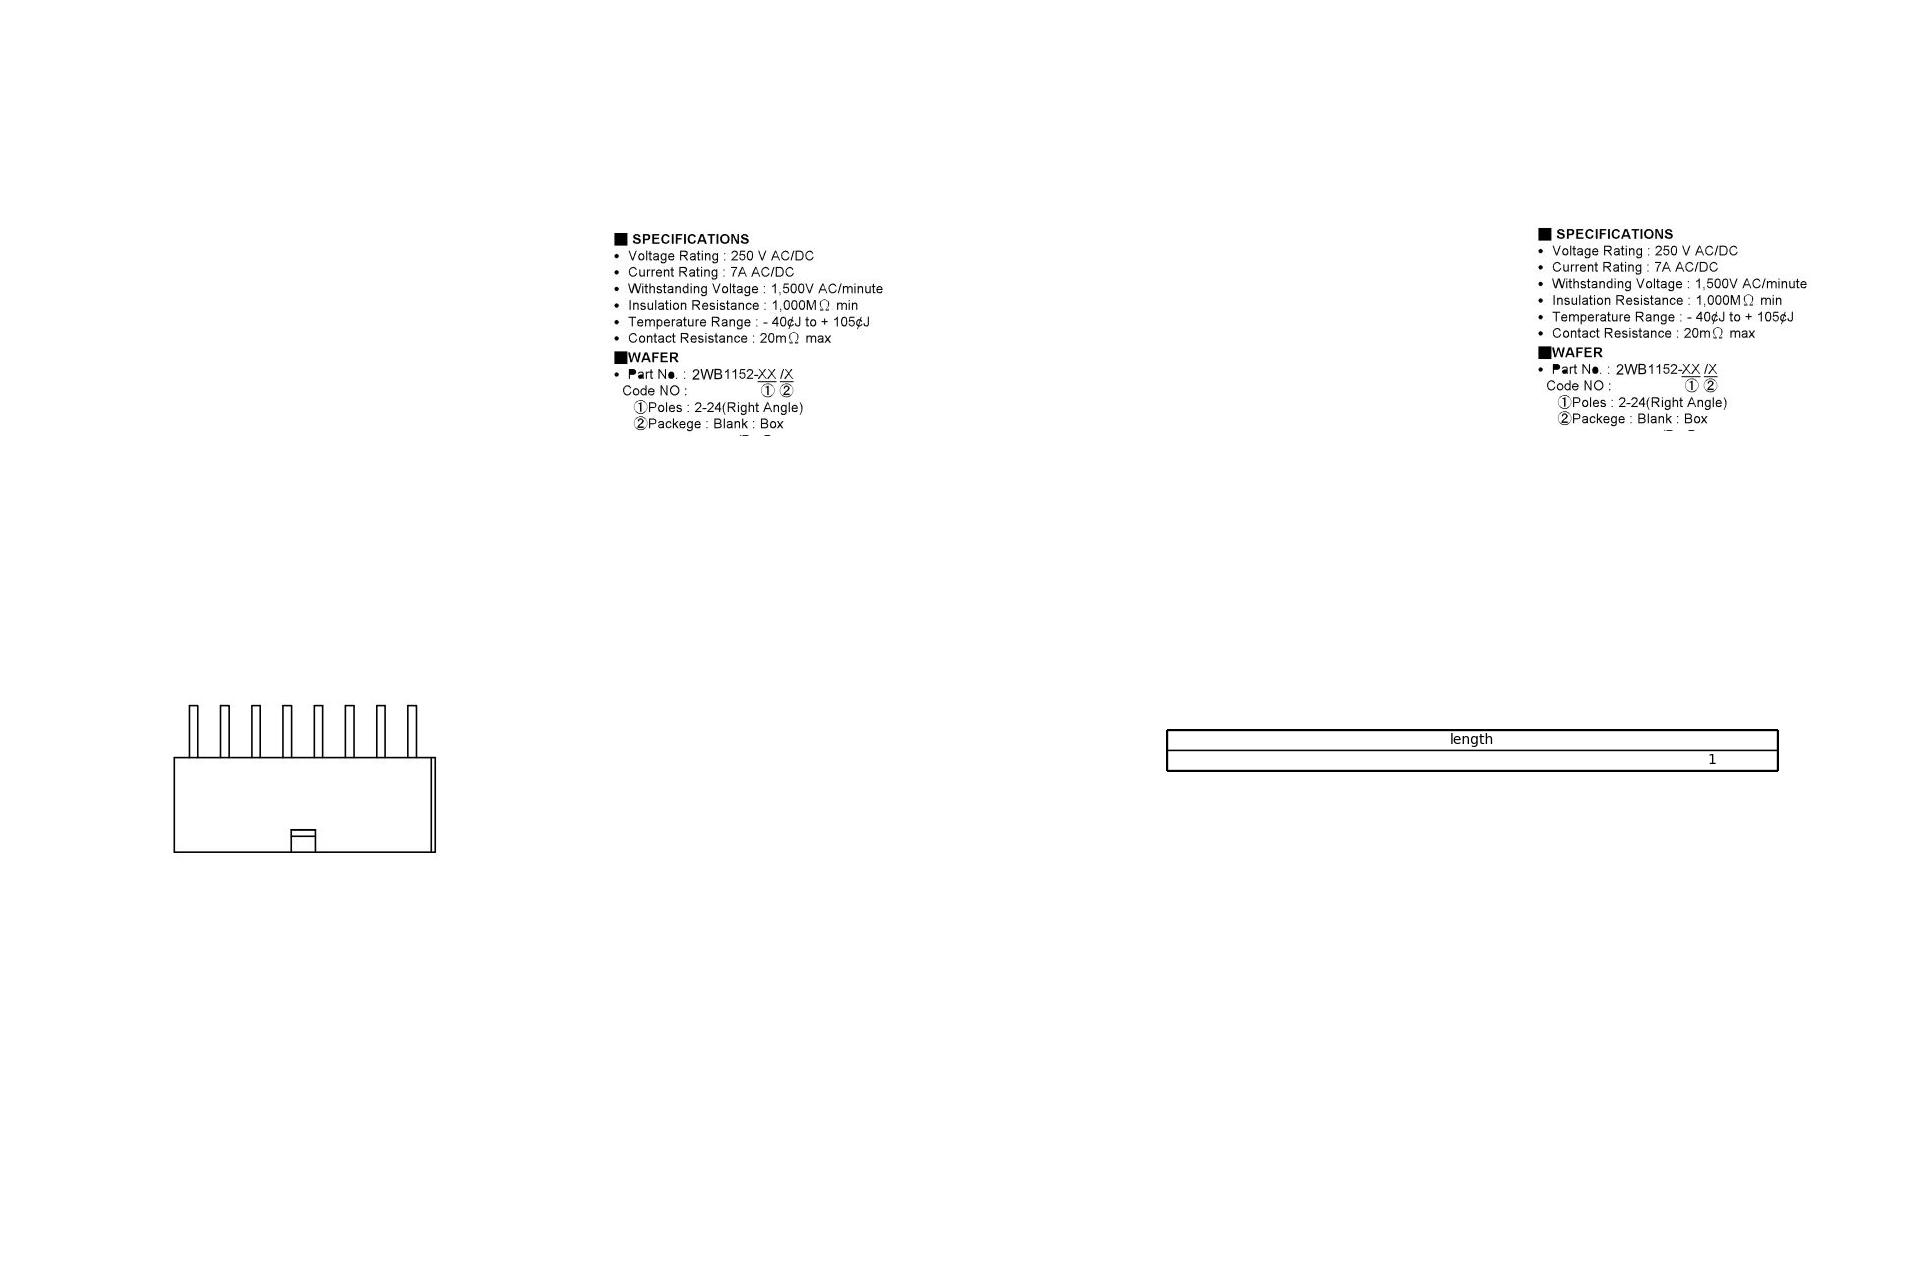 ■ SPECIFICATIONS
• Voltage Rating : 250 V AC/DC
• Current Rating : 7A AC/DC
• Withstanding Voltage : 1,500V AC/minute
• Insulation Resistance : 1,000MΩ min
• Temperature Range : - 40¢J to + 105¢J
• Contact Resistance : 20mΩ max
■WAFER
• Part No. : 2WB1152-XX /X
Code NO : ① ②
①Poles : 2-24(Right Angle)
②Packege : Blank : Box
■ SPECIFICATIONS
• Voltage Rating : 250 V AC/DC
• Current Rating : 7A AC/DC
• Withstanding Voltage : 1,500V AC/minute
• Insulation Resistance : 1,000MΩ min
• Temperature Range : - 40¢J to + 105¢J
• Contact Resistance : 20mΩ max
■WAFER
• Part No. : 2WB1152-XX /X
Code NO : ① ②
①Poles : 2-24(Right Angle)
②Packege : Blank : Box
length
1